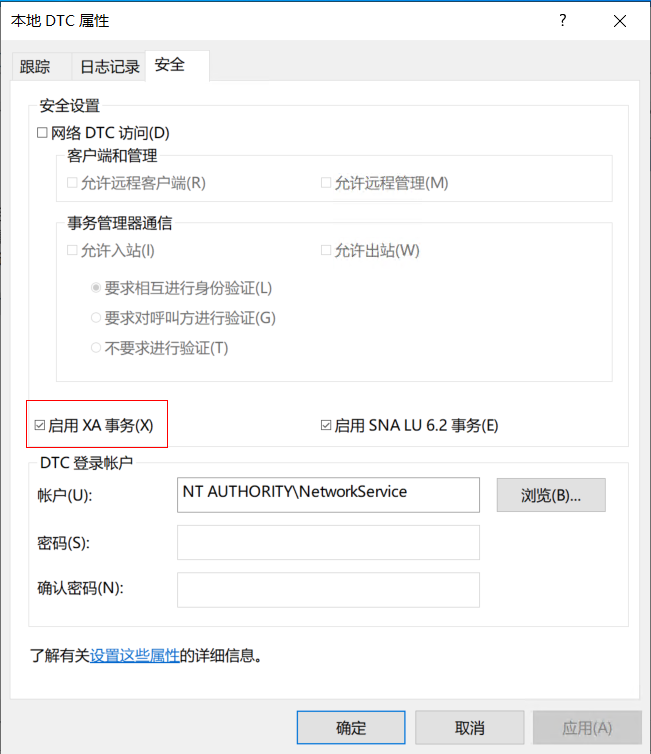 本地 DTC 属性
跟踪 日志记录 安全
安全设置
网络 DTC 访问(D)
客户端和管理
允许远程客户端(R) 允许远程管理(M)
事务管理器通信
允许入站(I) 允许出站(W)
要求相互进行身份验证(L)
要求对呼叫方进行验证(G)
不要求进行验证(T)
启用 XA 事务(X) 启用 SNA LU 6.2 事务(E)
DTC 登录帐户
帐户(U): NT AUTHORITY\NetworkService 浏览(B)...
密码(S):
确认密码(N):
了解有关设置这些属性的详细信息。
确定 取消 应用(A)